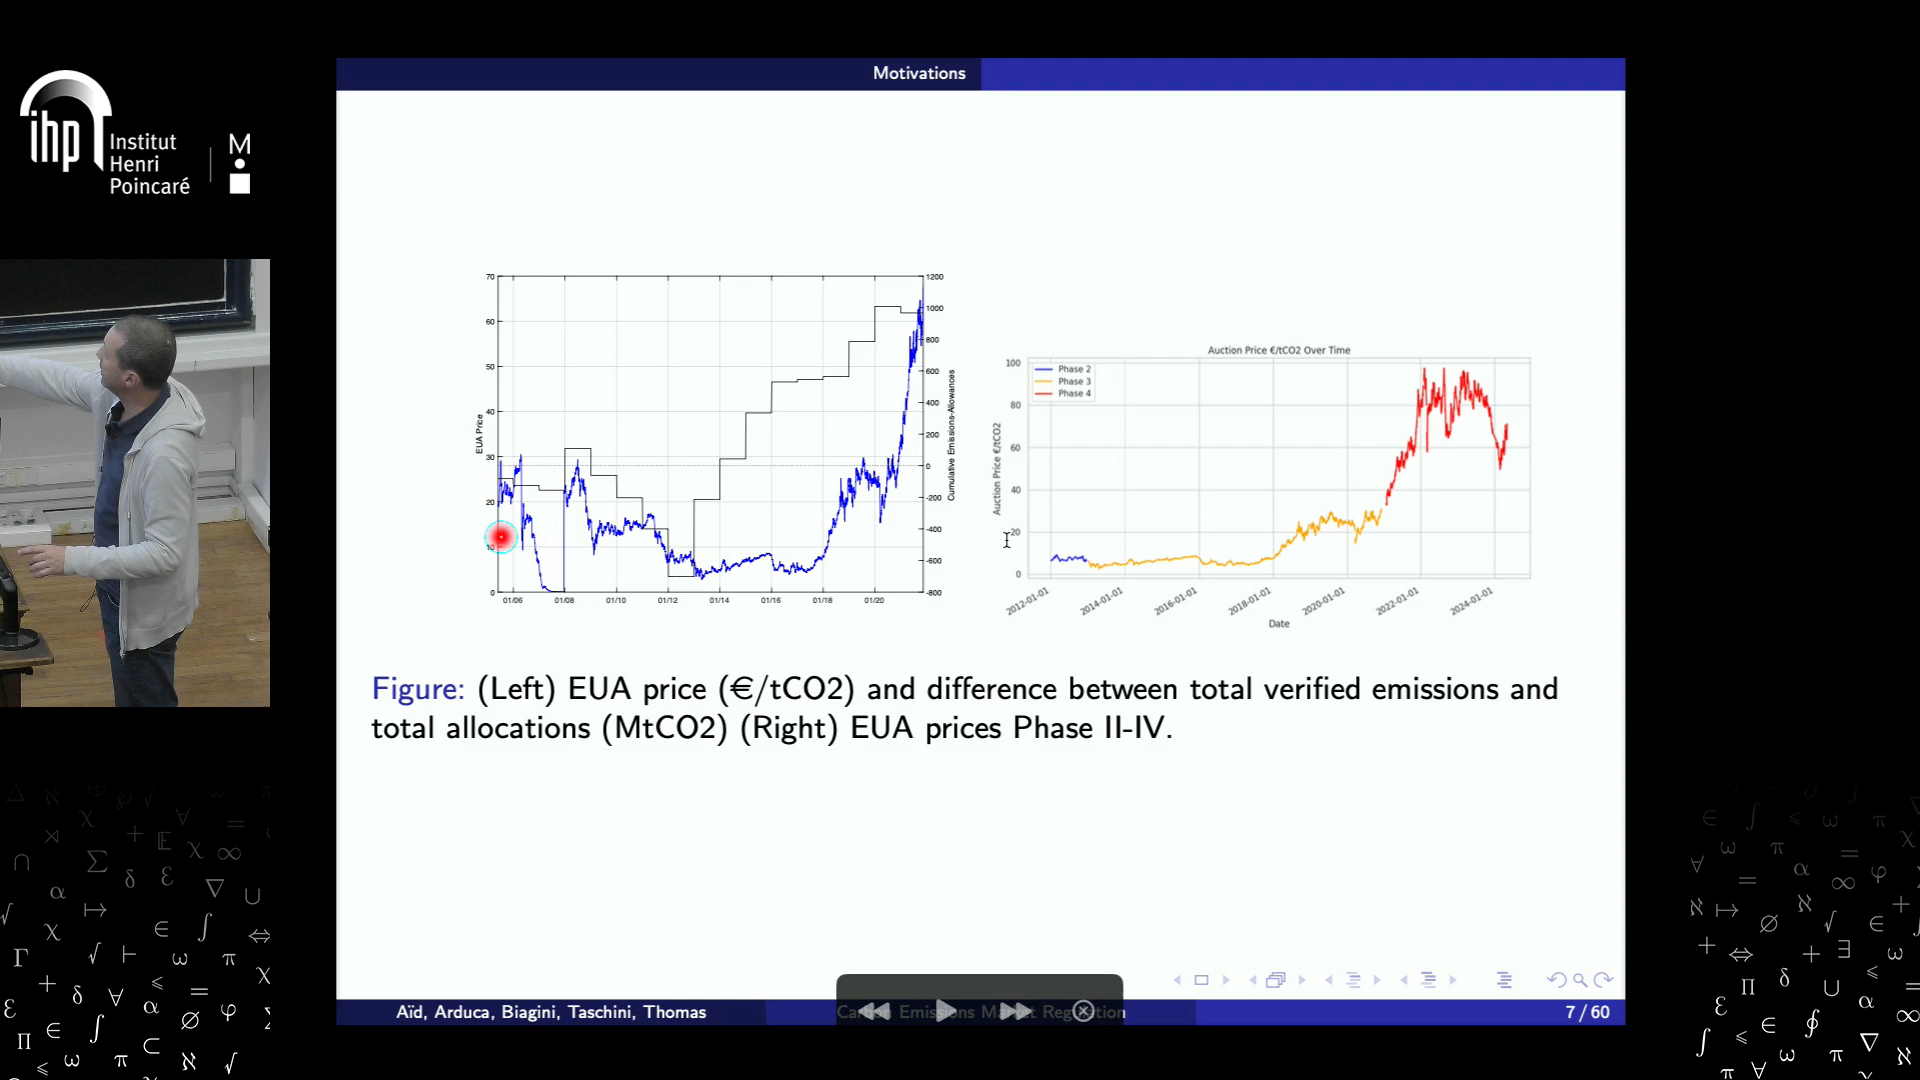 ihp
Institut
Henri
Poincaré
M
Motivations
70
60
50
40
30
20
10
0
EUA Price
1200
1000
800
600
400
200
0
-200
-400
-600
-800
Cumulative Emissions-Allowances
01/06 01/08 01/10 01/12 01/14 01/16 01/18 01/20
Auction Price €/tCO2 Over Time
Phase 2
Phase 3
Phase 4
100
80
60
40
20
0
Auction Price €/tCO2
2012-01-01 2014-01-01 2016-01-01 2018-01-01 2020-01-01 2022-01-01 2024-01-01
Date
Figure: (Left) EUA price (€/tCO2) and difference between total verified emissions and
total allocations (MtCO2) (Right) EUA prices Phase II-IV.
Aïd, Arduca, Biagini, Taschini, Thomas
Carbon Emissions Market Regulation
7 / 60